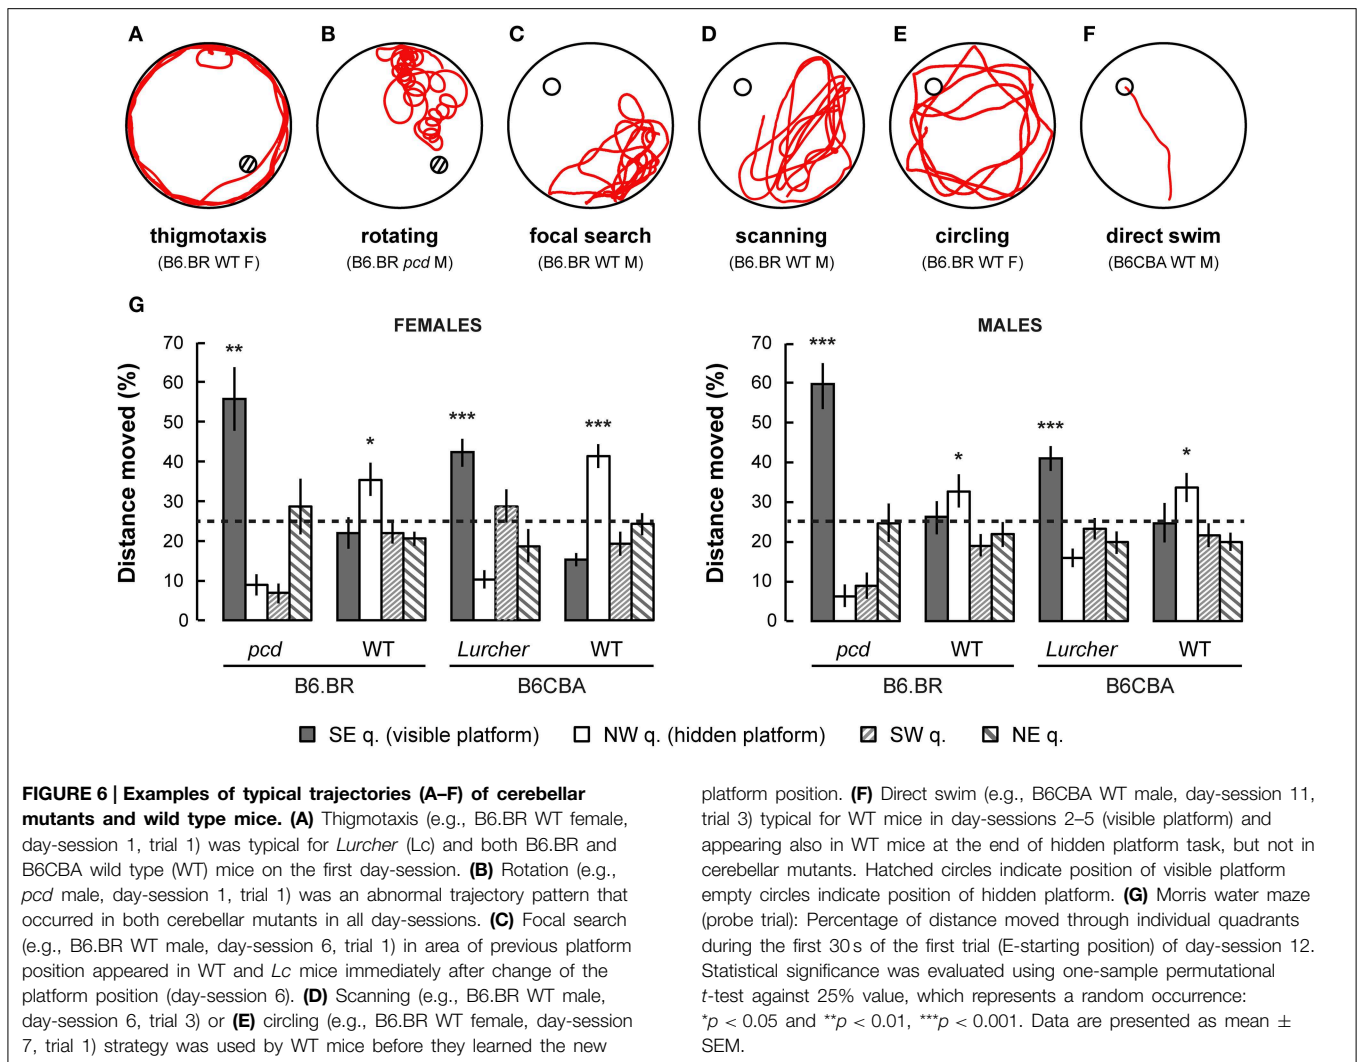 A
B
C
D
E
F
thigmotaxis
rotating
focal search
scanning
circling
direct swim
(B6.BR WT F)
(B6.BR pcd M)
(B6.BR WT M)
(B6.BR WT M)
(B6.BR WT F)
(B6CBA WT M)
G
FEMALES
Distance moved (%)
70
60
50
40
30
20
10
0
**
*
***
***
pcd
WT
Lurcher
WT
B6.BR
B6CBA
MALES
Distance moved (%)
70
60
50
40
30
20
10
0
***
*
***
*
pcd
WT
Lurcher
WT
B6.BR
B6CBA
SE q. (visible platform)
NW q. (hidden platform)
SW q.
NE q.
FIGURE 6 | Examples of typical trajectories (A–F) of cerebellar
mutants and wild type mice. (A) Thigmotaxis (e.g., B6.BR WT female,
day-session 1, trial 1) was typical for Lurcher (Lc) and both B6.BR and
B6CBA wild type (WT) mice on the first day-session. (B) Rotation (e.g.,
pcd male, day-session 1, trial 1) was an abnormal trajectory pattern that
occurred in both cerebellar mutants in all day-sessions. (C) Focal search
(e.g., B6.BR WT male, day-session 6, trial 1) in area of previous platform
position appeared in WT and Lc mice immediately after change of the
platform position (day-session 6). (D) Scanning (e.g., B6.BR WT male,
day-session 6, trial 3) or (E) circling (e.g., B6.BR WT female, day-session
7, trial 1) strategy was used by WT mice before they learned the new
platform position. (F) Direct swim (e.g., B6CBA WT male, day-session 11,
trial 3) typical for WT mice in day-sessions 2–5 (visible platform) and
appearing also in WT mice at the end of hidden platform task, but not in
cerebellar mutants. Hatched circles indicate position of visible platform
empty circles indicate position of hidden platform. (G) Morris water maze
(probe trial): Percentage of distance moved through individual quadrants
during the first 30 s of the first trial (E-starting position) of day-session 12.
Statistical significance was evaluated using one-sample permutational
t-test against 25% value, which represents a random occurrence:
*p < 0.05 and **p < 0.01, ***p < 0.001. Data are presented as mean ±
SEM.